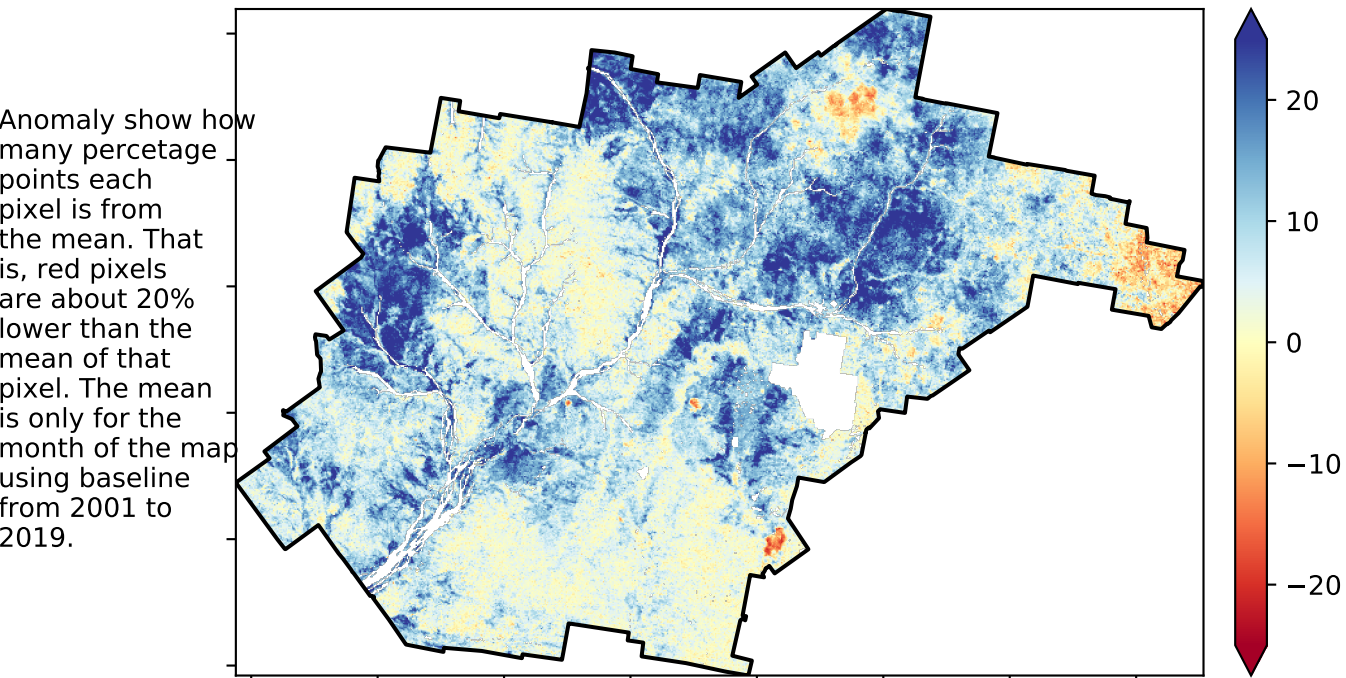 Anomaly show how
many percetage
points each
pixel is from
the mean. That
is, red pixels
are about 20%
lower than the
mean of that
pixel. The mean
is only for the
month of the map
using baseline
from 2001 to
2019.
20
10
0
−10
−20